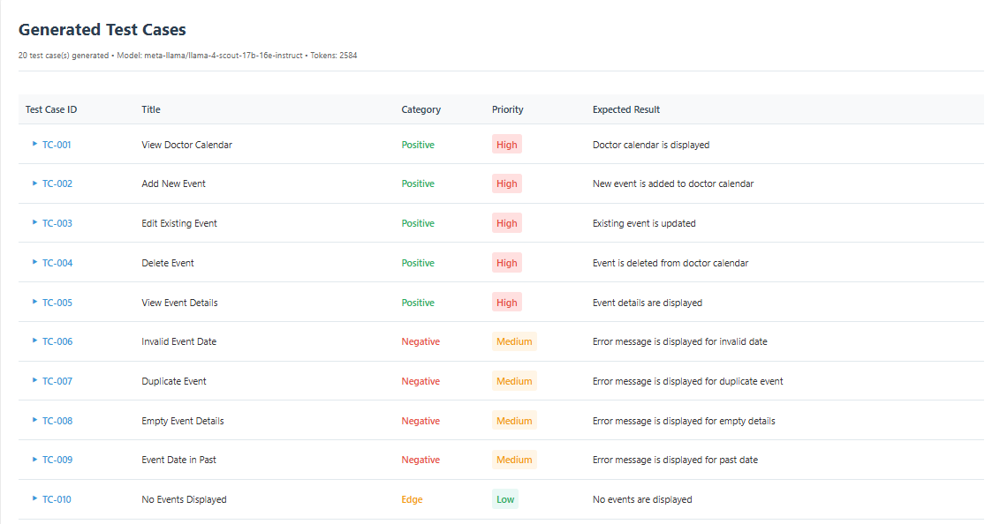 Generated Test Cases
20 test case(s) generated • Model: meta-llama/llama-4-scout-17b-16e-instruct • Tokens: 2584
Test Case ID Title Category Priority Expected Result
TC-001 View Doctor Calendar Positive High Doctor calendar is displayed
TC-002 Add New Event Positive High New event is added to doctor calendar
TC-003 Edit Existing Event Positive High Existing event is updated
TC-004 Delete Event Positive High Event is deleted from doctor calendar
TC-005 View Event Details Positive High Event details are displayed
TC-006 Invalid Event Date Negative Medium Error message is displayed for invalid date
TC-007 Duplicate Event Negative Medium Error message is displayed for duplicate event
TC-008 Empty Event Details Negative Medium Error message is displayed for empty details
TC-009 Event Date in Past Negative Medium Error message is displayed for past date
TC-010 No Events Displayed Edge Low No events are displayed